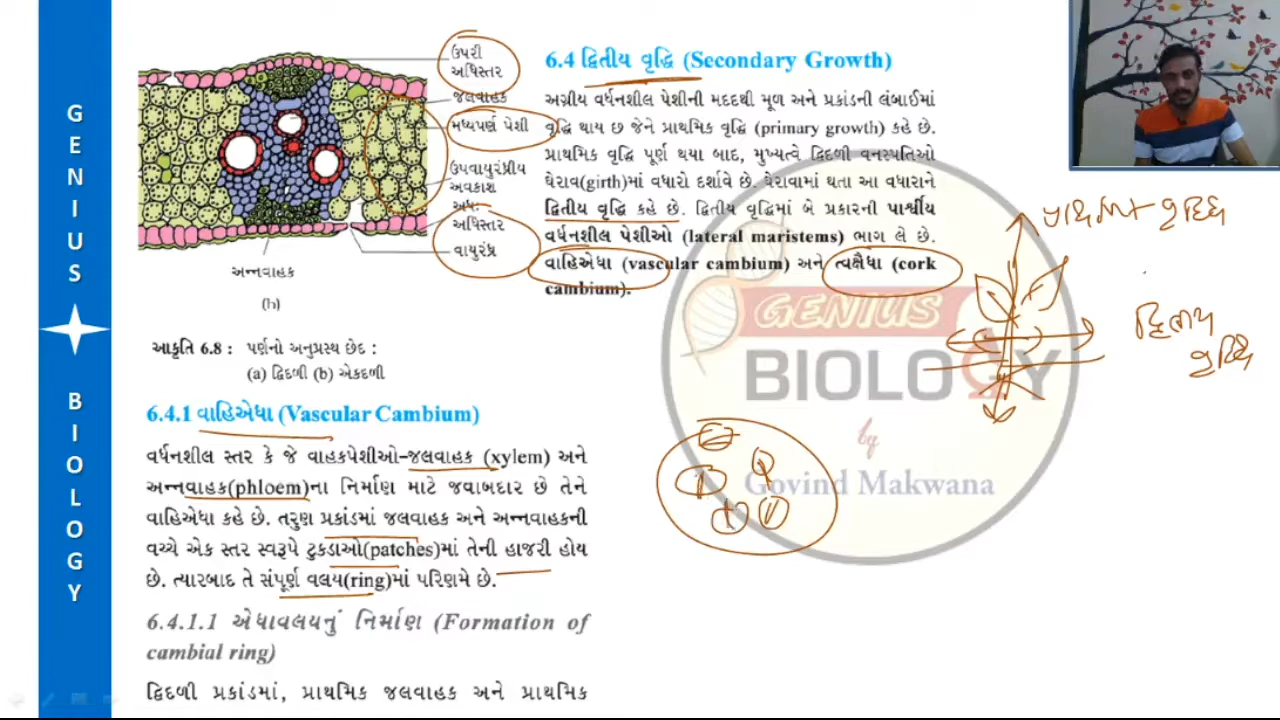 GENIUS BIOLOGY
ઉપરી
અધિસ્તર
જલવાહક
મધ્યપર્ણ પેશી
ઉપવાયુરંધ્રીય
અવકાશ
અધઃ
અધિસ્તર
વાયુરંધ્ર
અન્નવાહક
(b)
આકૃતિ 6.8 : પર્ણનો અનુપ્રસ્થ છેદ :
(a) દ્વિદળી (b) એકદળી
6.4.1 વાહિએધા (Vascular Cambium)
વર્ધનશીલ સ્તર કે જે વાહકપેશીઓ-જલવાહક (xylem) અને
અન્નવાહક(phloem)ના નિર્માણ માટે જવાબદાર છે તેને
વાહિએધા કહે છે. તરુણ પ્રકાંડમાં જલવાહક અને અન્નવાહકની
વચ્ચે એક સ્તર સ્વરૂપે ટુકડાઓ(patches)માં તેની હાજરી હોય
છે. ત્યારબાદ તે સંપૂર્ણ વલય(ring)માં પરિણમે છે.
6.4.1.1 એધાવલયનું નિર્માણ (Formation of
cambial ring)
દ્વિદળી પ્રકાંડમાં, પ્રાથમિક જલવાહક અને પ્રાથમિક
6.4 દ્વિતીય વૃદ્ધિ (Secondary Growth)
અગ્રીય વર્ધનશીલ પેશીની મદદથી મૂળ અને પ્રકાંડની લંબાઈમાં
વૃદ્ધિ થાય છ જેને પ્રાથમિક વૃદ્ધિ (primary growth) કહે છે.
પ્રાથમિક વૃદ્ધિ પૂર્ણ થયા બાદ, મુખ્યત્વે દ્વિદળી વનસ્પતિઓ
ઘેરાવ(girth)માં વધારો દર્શાવે છે. ઘેરાવામાં થતા આ વધારાને
દ્વિતીય વૃદ્ધિ કહે છે. દ્વિતીય વૃદ્ધિમાં બે પ્રકારની પાર્શ્વીય
વર્ધનશીલ પેશીઓ (lateral maristems) ભાગ લે છે.
વાહિએધા (vascular cambium) અને ત્વક્ષૈધા (cork
cambium).
પ્રાથમિક વૃદ્ધિ
દ્વિતીય
વૃદ્ધિ
GENIUS
BIOLOGY
by
Govind Makwana